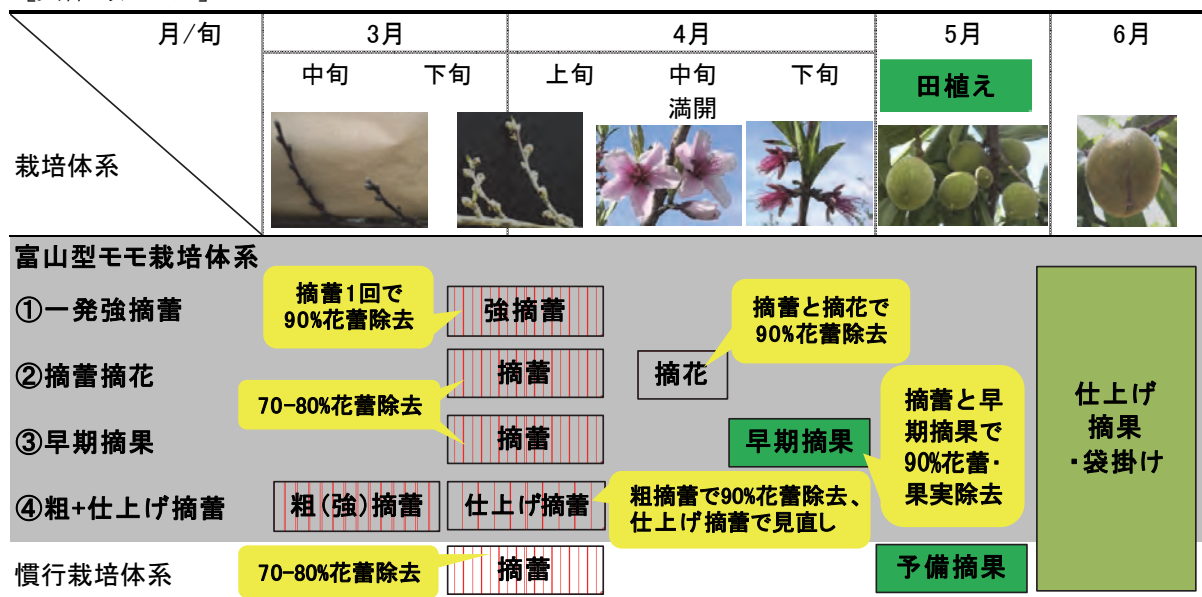 月/旬
3月
4月
5月
6月
中旬
下旬
上旬
中旬
下旬
満開
田植え
栽培体系
富山型モモ栽培体系
①一発強摘蕾
摘蕾1回で
90%花蕾除去
強摘蕾
摘蕾と摘花で
90%花蕾除去
②摘蕾摘花
70-80%花蕾除去
摘蕾
摘花
③早期摘果
摘蕾
早期摘果
摘蕾と早
期摘果で
90%花蕾・
果実除去
④粗+仕上げ摘蕾
粗(強)摘蕾
仕上げ摘蕾
粗摘蕾で90%花蕾除去、
仕上げ摘蕾で見直し
慣行栽培体系
70-80%花蕾除去
摘蕾
予備摘果
仕上げ
摘果
・袋掛け